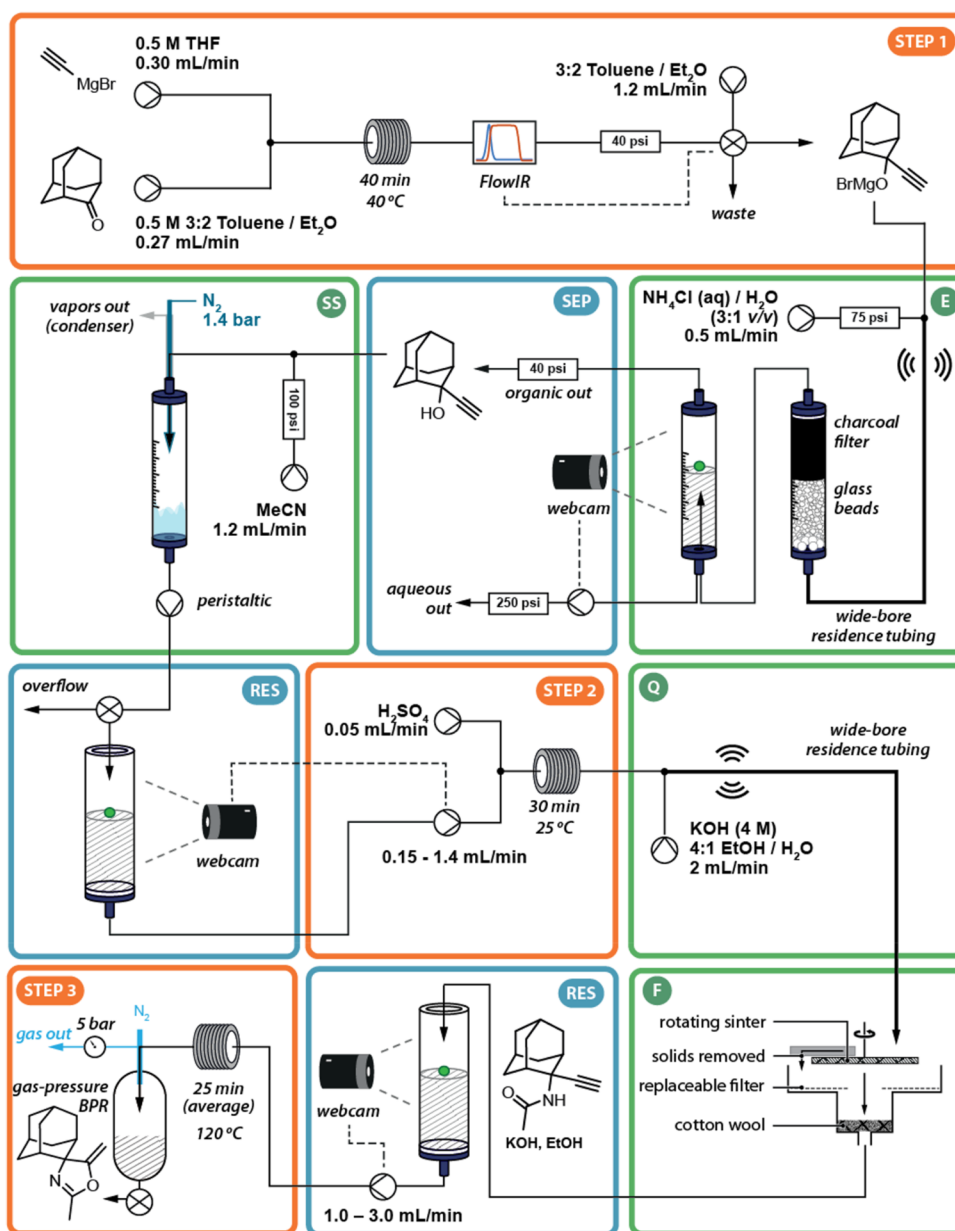 STEP 1
0.5 M THF
0.30 mL/min
MgBr
O
0.5 M 3:2 Toluene / Et₂O
0.27 mL/min
40 min
40 ºC
FlowIR
40 psi
3:2 Toluene / Et₂O
1.2 mL/min
waste
BrMgO
SS
vapors out
(condenser)
N₂
1.4 bar
100 psi
MeCN
1.2 mL/min
peristaltic
SEP
40 psi
organic out
HO
webcam
aqueous
out
250 psi
E
NH₄Cl (aq) / H₂O
(3:1 v/v)
0.5 mL/min
75 psi
charcoal
filter
glass
beads
wide-bore
residence tubing
RES
overflow
webcam
STEP 2
H₂SO₄
0.05 mL/min
30 min
25 ºC
0.15 - 1.4 mL/min
Q
wide-bore
residence tubing
KOH (4 M)
4:1 EtOH / H₂O
2 mL/min
STEP 3
N₂
gas out
5 bar
gas-pressure
BPR
25 min
(average)
120 ºC
N
O
RES
webcam
O
NH
KOH, EtOH
1.0 – 3.0 mL/min
F
rotating sinter
solids removed
replaceable filter
cotton wool